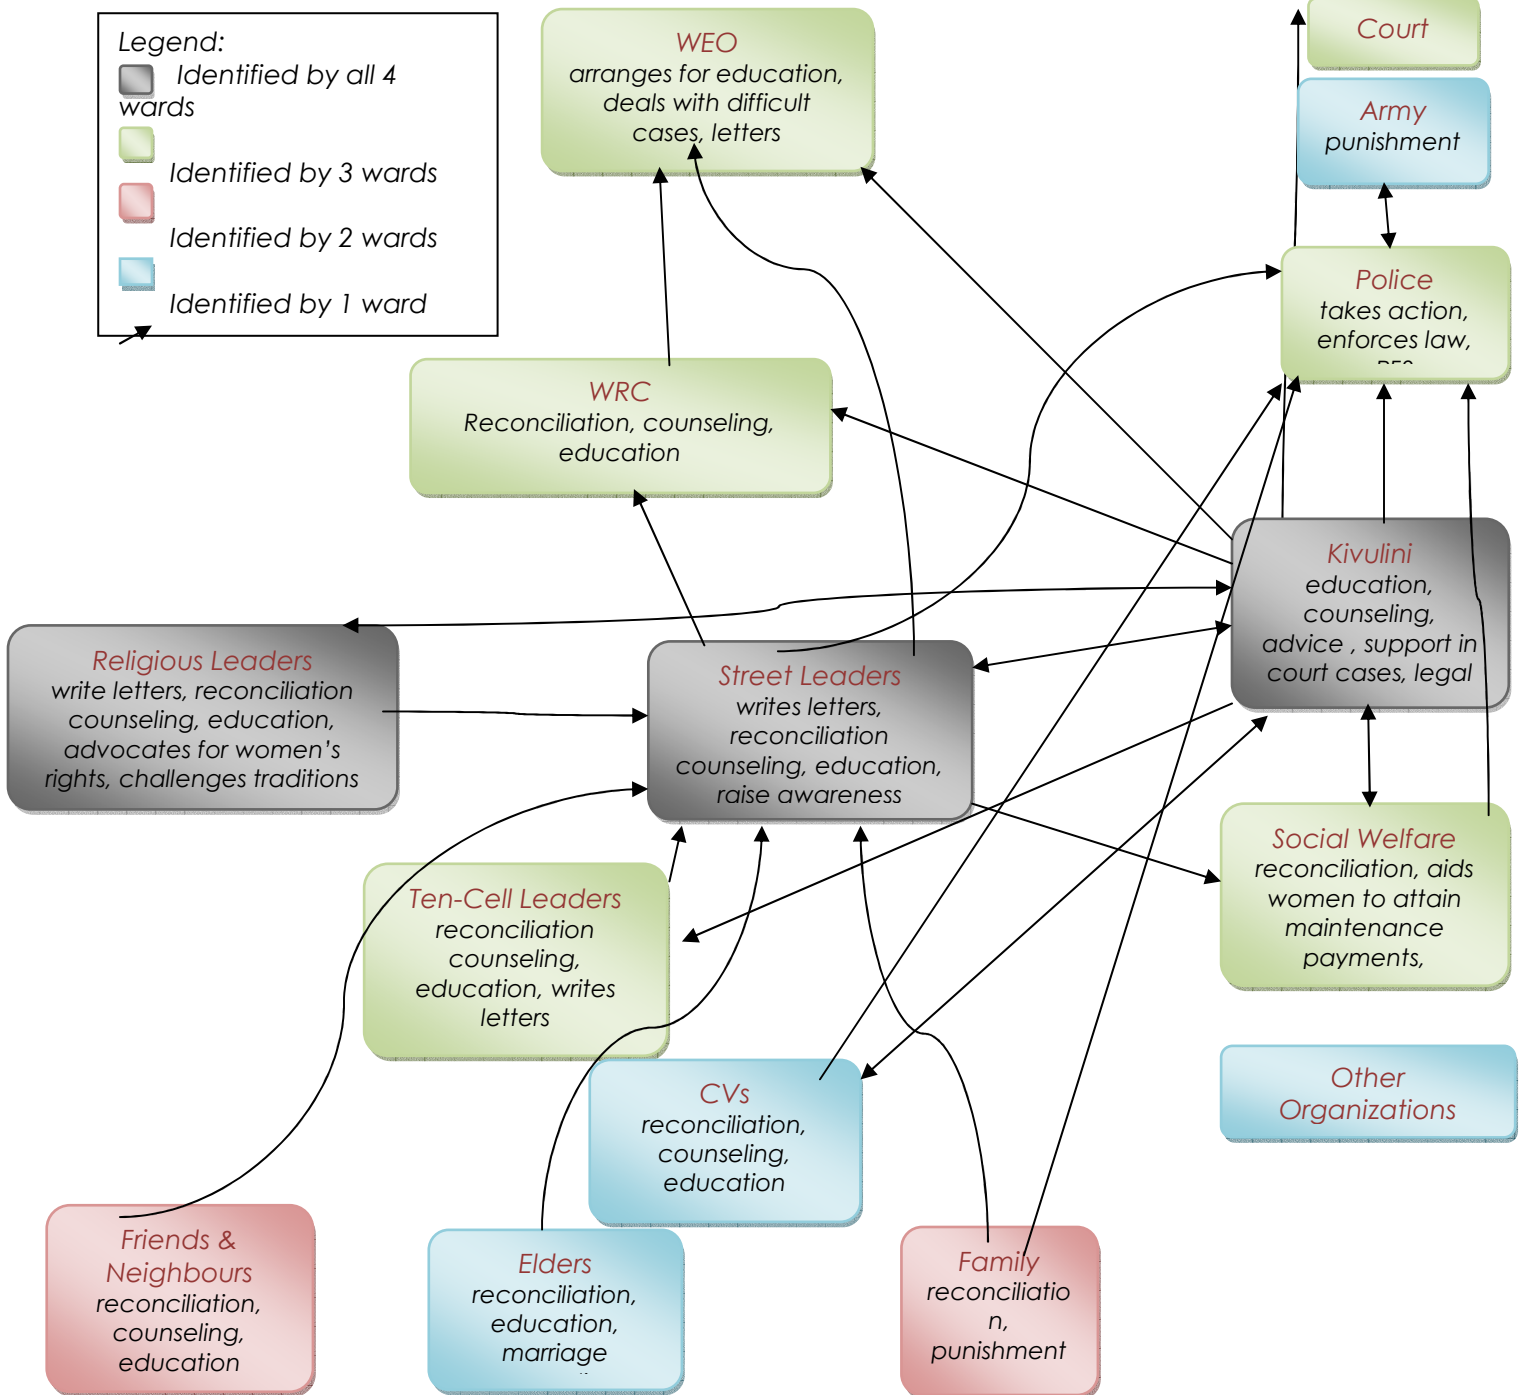 Legend:
Identified by all 4
wards
Identified by 3 wards
Identified by 2 wards
Identified by 1 ward
WEO
arranges for education,
deals with difficult
cases, letters
Court
Army
punishment
Police
takes action,
enforces law,
WRC
Reconciliation, counseling,
education
Kivulini
education,
counseling,
advice , support in
court cases, legal
Religious Leaders
write letters, reconciliation
counseling, education,
advocates for women’s
rights, challenges traditions
Street Leaders
writes letters,
reconciliation
counseling, education,
raise awareness
Social Welfare
reconciliation, aids
women to attain
maintenance
payments,
Ten-Cell Leaders
reconciliation
counseling,
education, writes
letters
CVs
reconciliation,
counseling,
education
Other
Organizations
Friends &
Neighbours
reconciliation,
counseling,
education
Elders
reconciliation,
education,
marriage
Family
reconciliatio
n,
punishment